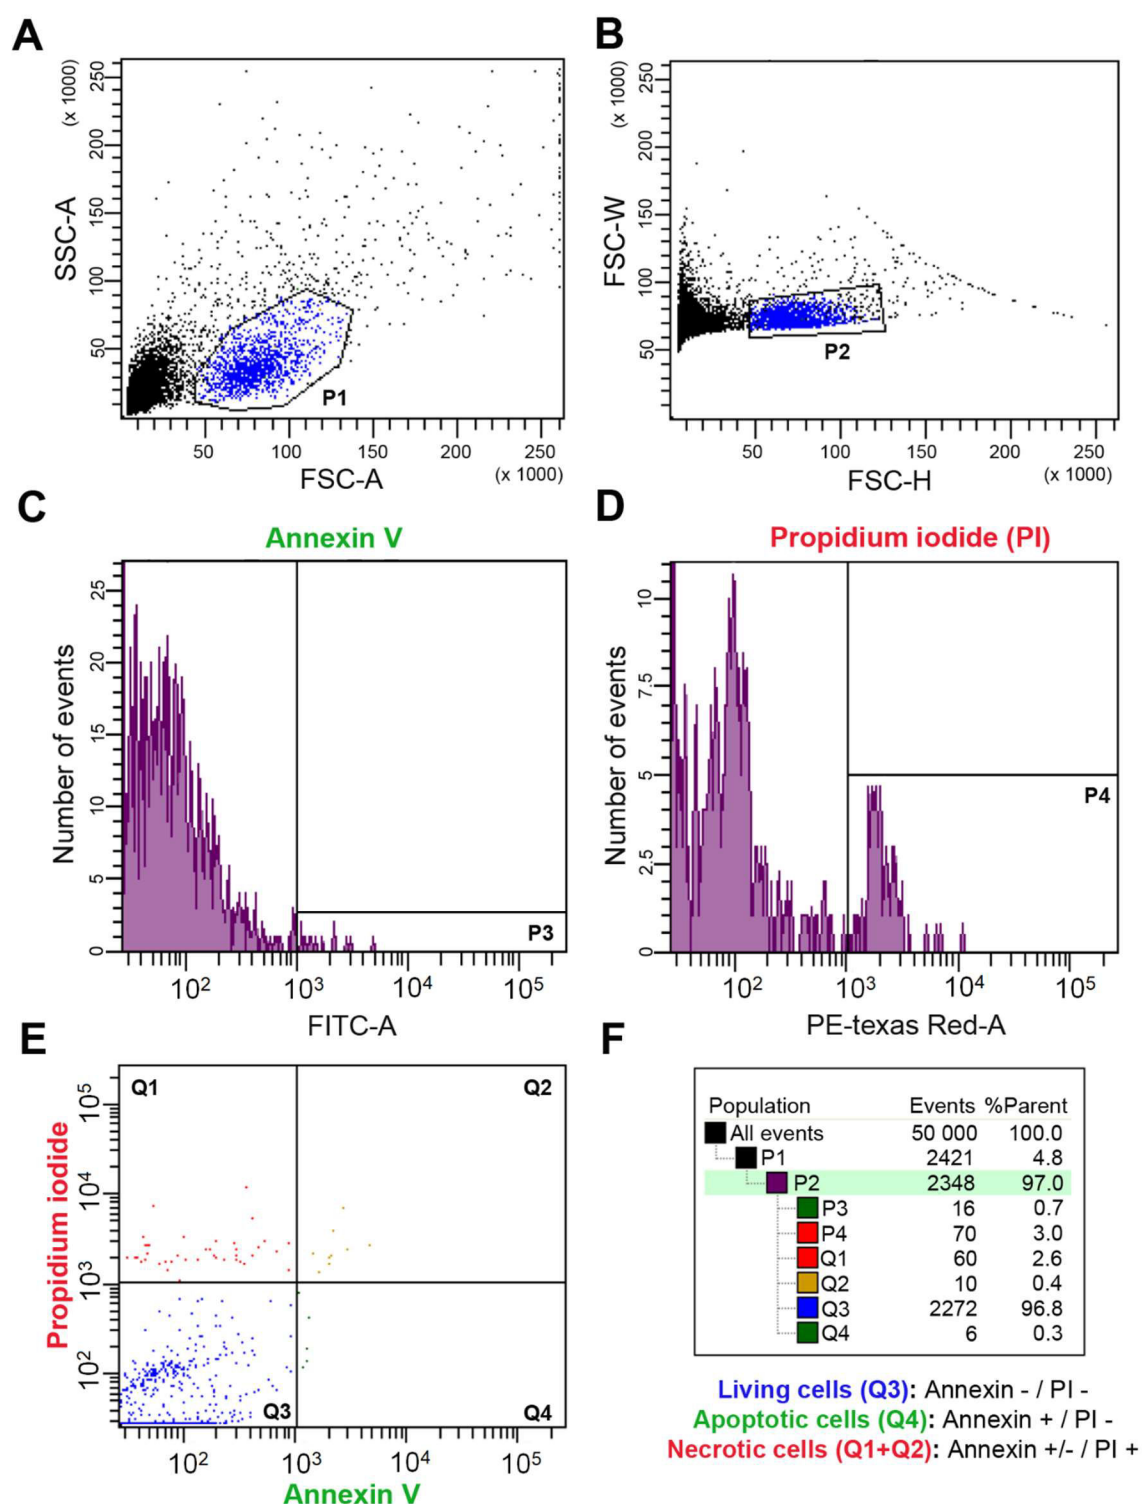 A
(x 1000)
250
200
150
100
50
SSC-A
P1
50 100 150 200 250
FSC-A
(x 1000)
B
(x 1000)
250
200
150
100
50
FSC-W
P2
50 100 150 200 250
FSC-H
(x 1000)
C
Annexin V
Number of events
25
20
15
10
5
0
P3
10² 10³ 10⁴ 10⁵
FITC-A
D
Propidium iodide (PI)
Number of events
10
7.5
5
2.5
0
P4
10² 10³ 10⁴ 10⁵
PE-texas Red-A
E
Propidium iodide
10⁵
10⁴
10³
10²
Q1 Q2
Q3 Q4
10² 10³ 10⁴ 10⁵
Annexin V
F
Population Events %Parent
All events 50 000 100.0
P1 2421 4.8
P2 2348 97.0
P3 16 0.7
P4 70 3.0
Q1 60 2.6
Q2 10 0.4
Q3 2272 96.8
Q4 6 0.3
Living cells (Q3): Annexin - / PI -
Apoptotic cells (Q4): Annexin + / PI -
Necrotic cells (Q1+Q2): Annexin +/- / PI +